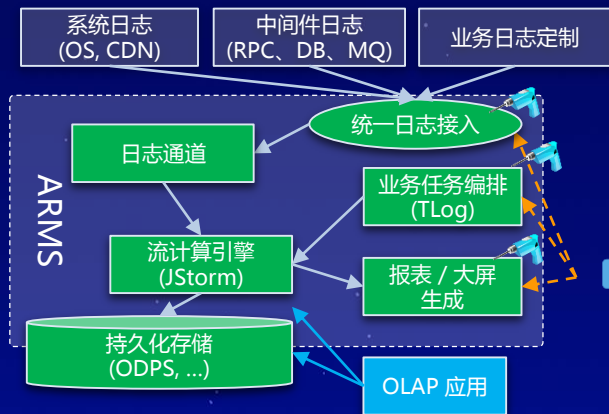 系统日志
(OS, CDN)
中间件日志
(RPC、DB、MQ)
业务日志定制
统一日志接入
日志通道
ARMS
业务任务编排
(TLog)
流计算引擎
(JStorm)
报表 / 大屏
生成
持久化存储
(ODPS, ...)
OLAP 应用